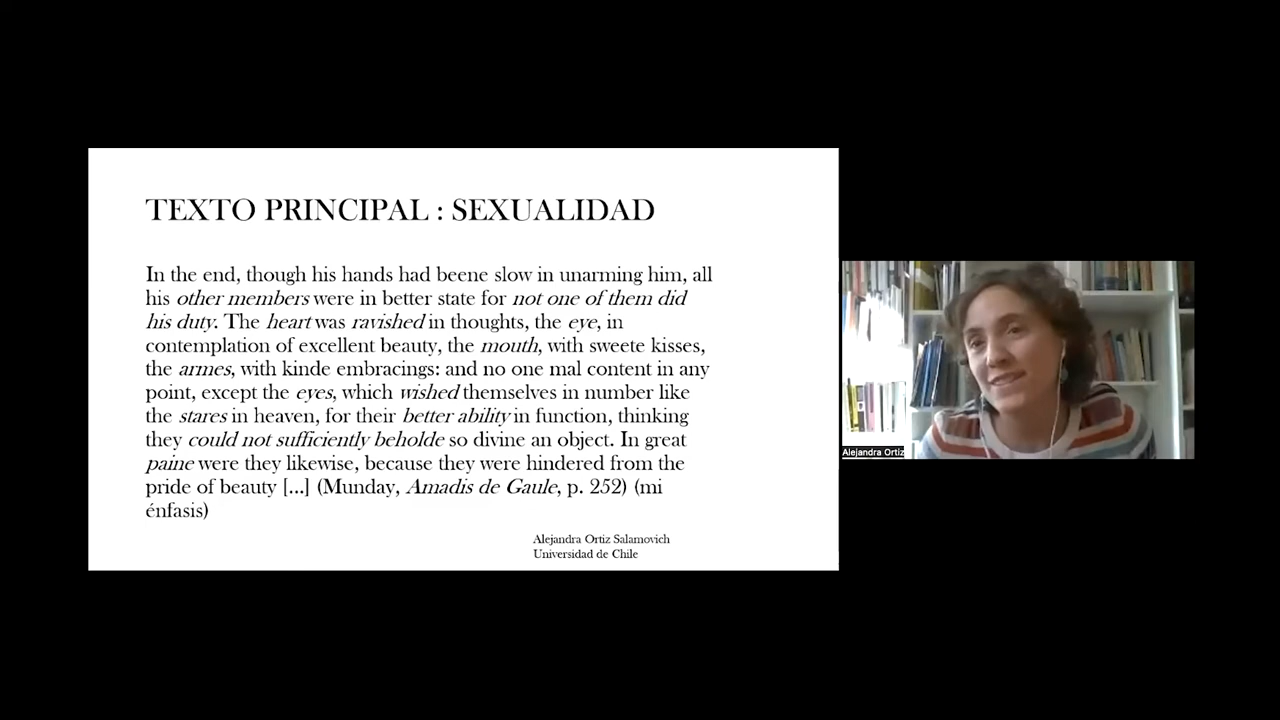 TEXTO PRINCIPAL : SEXUALIDAD
In the end, though his hands had beene slow in unarming him, all
his other members were in better state for not one of them did
his duty. The heart was ravished in thoughts, the eye, in
contemplation of excellent beauty, the mouth, with sweete kisses,
the armes, with kinde embracings: and no one mal content in any
point, except the eyes, which wished themselves in number like
the stares in heaven, for their better ability in function, thinking
they could not sufficiently beholde so divine an object. In great
paine were they likewise, because they were hindered from the
pride of beauty [...] (Munday, Amadis de Gaule, p. 252) (mi
énfasis)
Alejandra Ortiz Salamovich
Universidad de Chile
Alejandra Ortiz